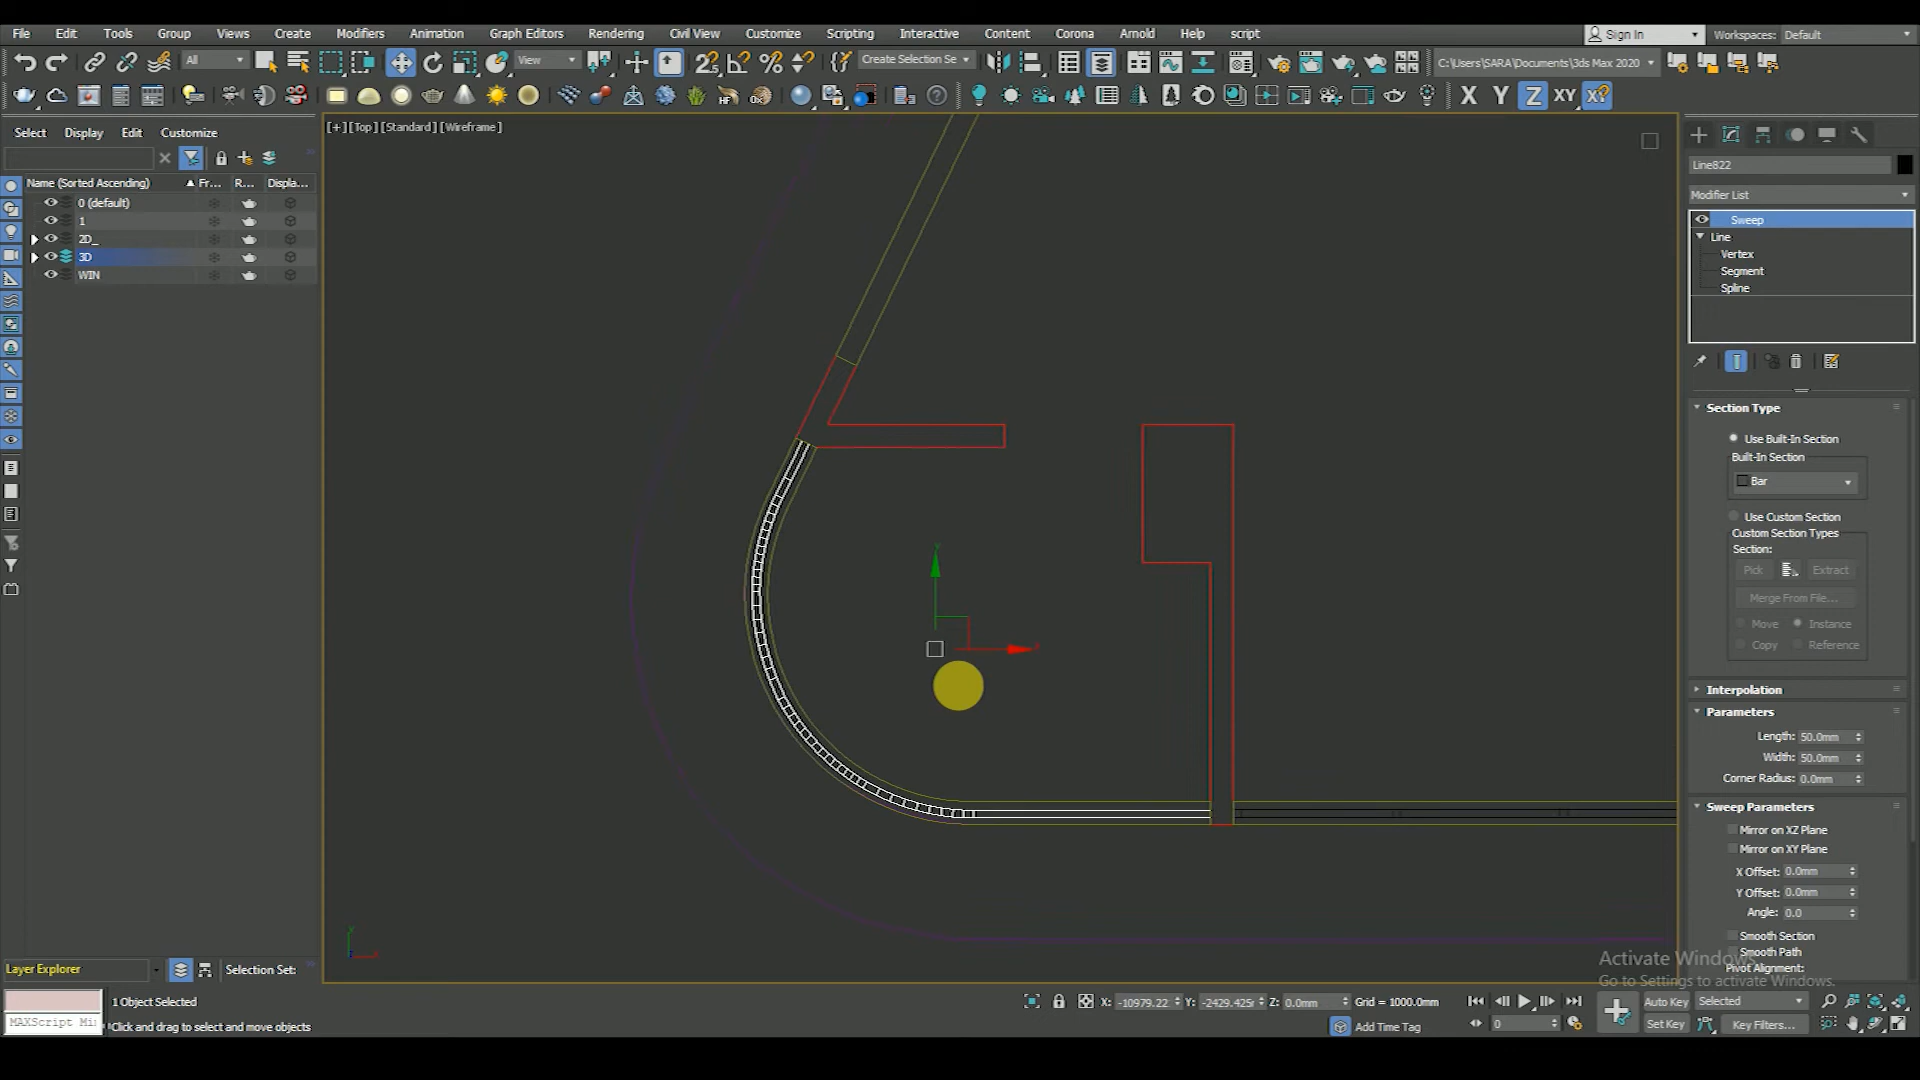 File Edit Tools Group Views Create Modifiers Animation Graph Editors Rendering Civil View Customize Scripting Interactive Content Corona Arnold Help script
Sign In
Workspaces: Default
All
View
Create Selection Se
C:\Users\SARA\Documents\3ds Max 2020
X Y Z XY XY
Select Display Edit Customize
[+] [Top] [Standard] [Wireframe]
Name (Sorted Ascending) ▲ Fr... R... Displa...
0 (default)
1
2D_
3D
WIN
Line822
Modifier List
Sweep
Line
Vertex
Segment
Spline
Section Type
Use Built-In Section
Built-In Section
Bar
Use Custom Section
Custom Section Types
Section:
Pick Extract
Merge From File...
Move Instance
Copy Reference
Interpolation
Parameters
Length: 50.0mm
Width: 50.0mm
Corner Radius: 0.0mm
Sweep Parameters
Mirror on XZ Plane
Mirror on XY Plane
X Offset: 0.0mm
Y Offset: 0.0mm
Angle: 0.0
Smooth Section
Smooth Path
Pivot Alignment:
Activate Windows
Go to Settings to activate Windows.
Layer Explorer
Selection Set:
1 Object Selected
MAXScript Mi
Click and drag to select and move objects
X: -10979.22 Y: -2429.425 Z: 0.0mm Grid = 1000.0mm
Add Time Tag
0
Auto Key Selected
Set Key Key Filters...